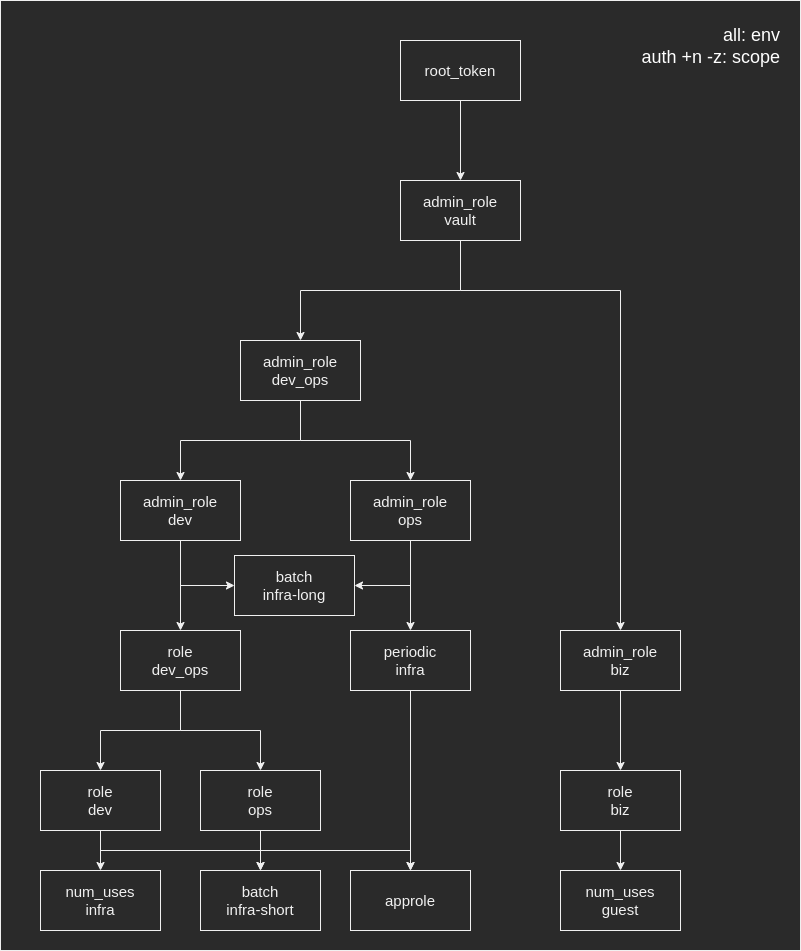 all: env
auth +n -z: scope
root_token
admin_role
vault
admin_role
dev_ops
admin_role
dev
admin_role
ops
batch
infra-long
role
dev_ops
periodic
infra
admin_role
biz
role
dev
role
ops
role
biz
num_uses
infra
batch
infra-short
approle
num_uses
guest